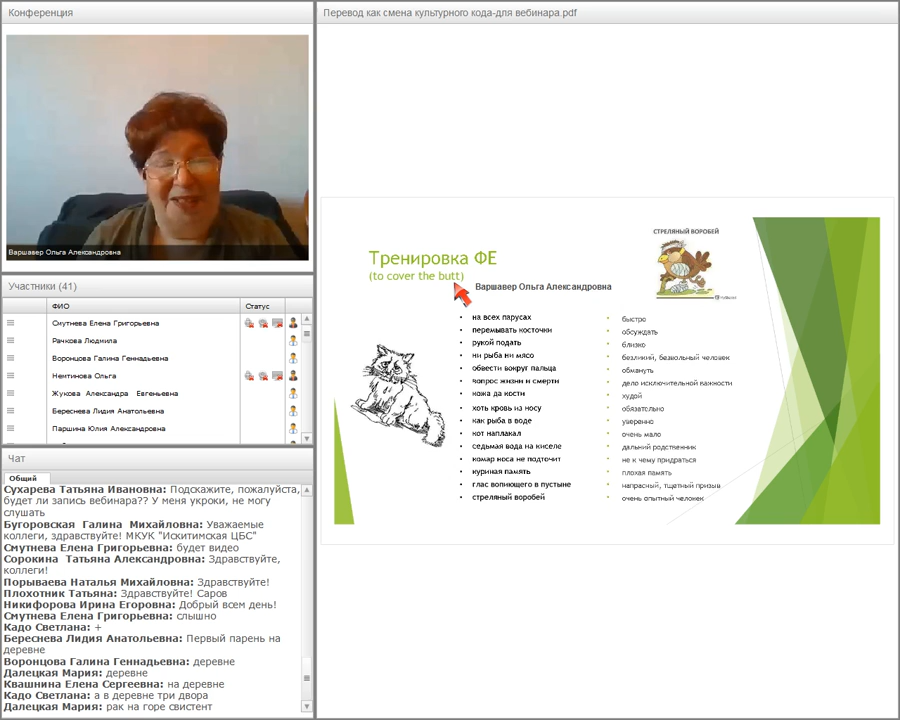 Конференция
Варшавер Ольга Александровна
Участники (41)
ФИО
Статус
Смутнева Елена Григорьевна
Рачкова Людмила
Воронцова Галина Геннадьевна
Немтинова Ольга
Жукова Александра Евгеньевна
Береснева Лидия Анатольевна
Паршина Юлия Александровна
Чат
Общий
Сухарева Татьяна Ивановна: Подскажите, пожалуйста,
будет ли запись вебинара?? У меня укроки, не могу
слушать
Бугоровская Галина Михайловна: Уважаемые
коллеги, здравствуйте! МКУК "Искитимская ЦБС"
Смутнева Елена Григорьевна: будет видео
Сорокина Татьяна Александровна: Здравствуйте,
коллеги!
Порываева Наталья Михайловна: Здравствуйте!
Плохотник Татьяна: Здравствуйте! Саров
Никифорова Ирина Егоровна: Добрый всем день!
Смутнева Елена Григорьевна: слышно
Кадо Светлана: +
Береснева Лидия Анатольевна: Первый парень на
деревне
Воронцова Галина Геннадьевна: деревне
Далецкая Мария: деревне
Квашнина Елена Сергеевна: на деревне
Кадо Светлана: а в деревне три двора
Далецкая Мария: рак на горе свистент
Перевод как смена культурного кода-для вебинара.pdf
СТРЕЛЯНЫЙ ВОРОБЕЙ
Тренировка ФЕ
(to cover the butt)
Варшавер Ольга Александровна
на всех парусах
перемывать косточки
рукой подать
ни рыба ни мясо
обвести вокруг пальца
вопрос жизни и смерти
кожа да кости
хоть кровь из носу
как рыба в воде
кот наплакал
седьмая вода на киселе
комар носа не подточит
куриная память
глас вопиющего в пустыне
стреляный воробей
быстро
обсуждать
близко
безликий, безвольный человек
обмануть
дело исключительной важности
худой
обязательно
уверенно
очень мало
дальний родственник
не к чему придраться
плохая память
напрасный, тщетный призыв
очень опытный человек